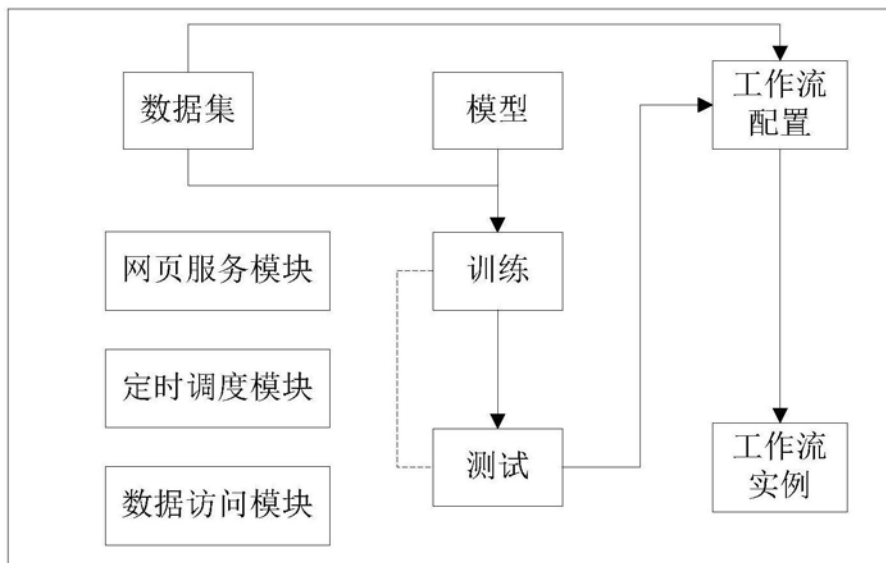 数据集
模型
工作流
配置
网页服务模块
训练
定时调度模块
测试
工作流
实例
数据访问模块